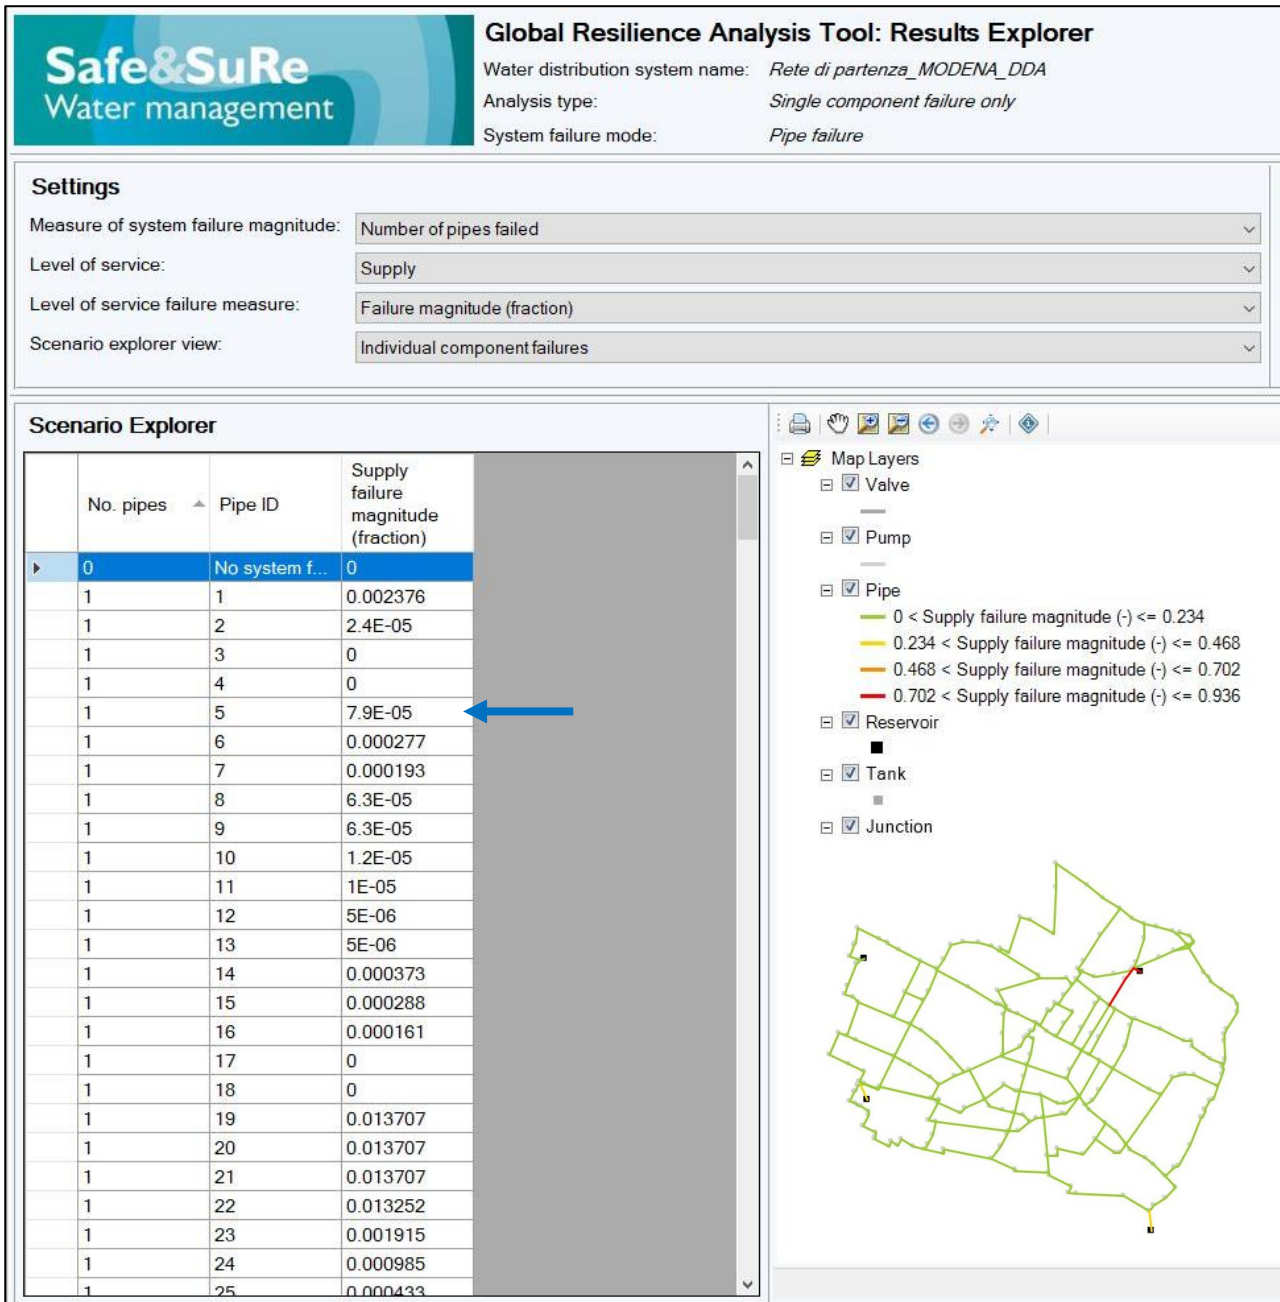 Safe&SuRe
Water management
Global Resilience Analysis Tool: Results Explorer
Water distribution system name: Rete di partenza_MODENA_DDA
Analysis type: Single component failure only
System failure mode: Pipe failure
Settings
Measure of system failure magnitude: Number of pipes failed
Level of service: Supply
Level of service failure measure: Failure magnitude (fraction)
Scenario explorer view: Individual component failures
Scenario Explorer
No. pipes Pipe ID Supply failure magnitude (fraction)
0 No system f... 0
1 1 0.002376
1 2 2.4E-05
1 3 0
1 4 0
1 5 7.9E-05
1 6 0.000277
1 7 0.000193
1 8 6.3E-05
1 9 6.3E-05
1 10 1.2E-05
1 11 1E-05
1 12 5E-06
1 13 5E-06
1 14 0.000373
1 15 0.000288
1 16 0.000161
1 17 0
1 18 0
1 19 0.013707
1 20 0.013707
1 21 0.013707
1 22 0.013252
1 23 0.001915
1 24 0.000985
1 25 0.000433
Map Layers
Valve
Pump
Pipe
0 < Supply failure magnitude (-) <= 0.234
0.234 < Supply failure magnitude (-) <= 0.468
0.468 < Supply failure magnitude (-) <= 0.702
0.702 < Supply failure magnitude (-) <= 0.936
Reservoir
Tank
Junction